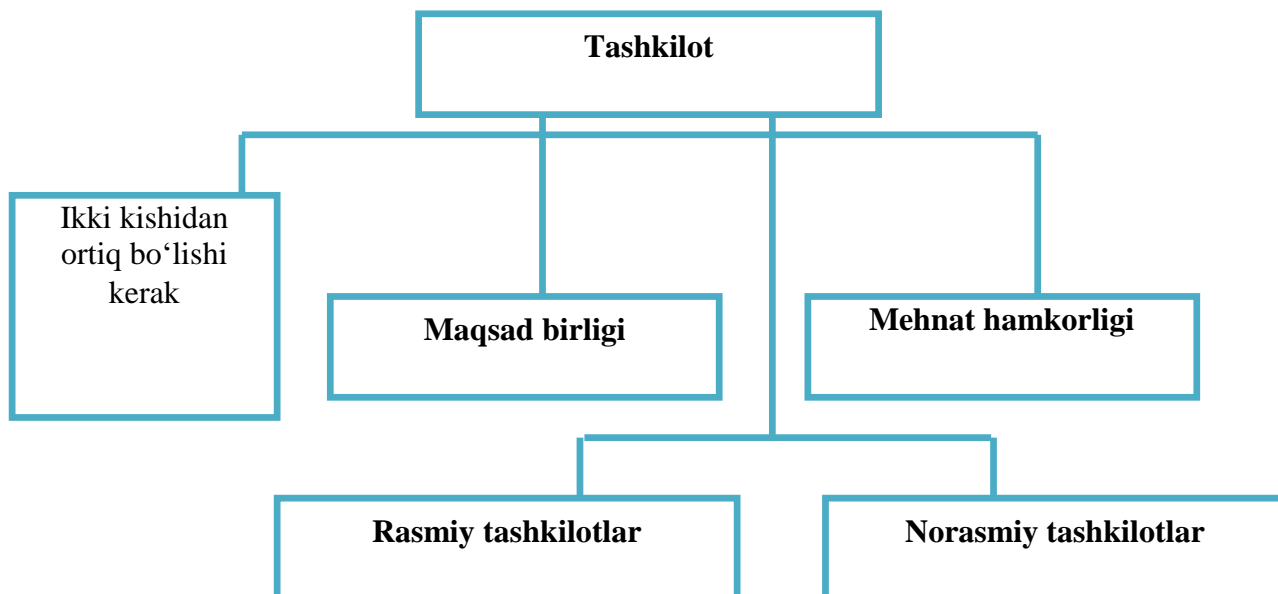 Tashkilot
Ikki kishidan
ortiq bo‘lishi
kerak
Maqsad birligi
Mehnat hamkorligi
Rasmiy tashkilotlar
Norasmiy tashkilotlar